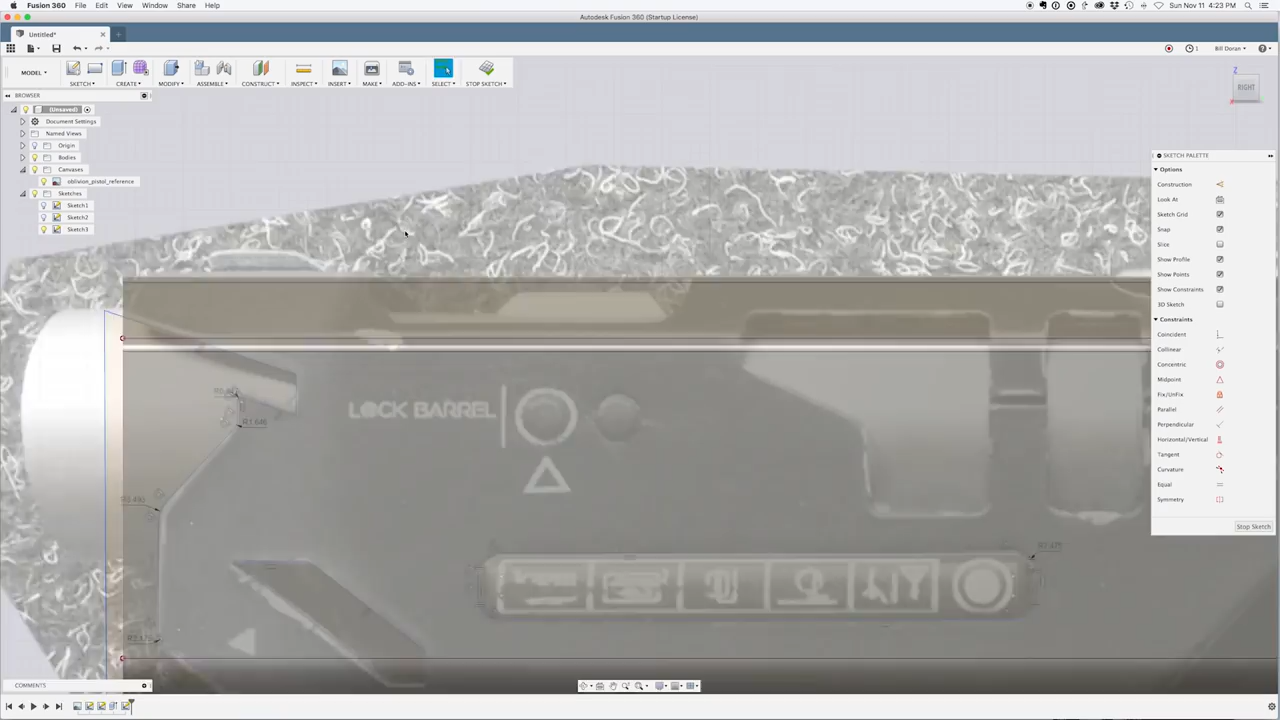 Fusion 360 File Edit View Window Share Help
Sun Nov 11 4:23 PM
Autodesk Fusion 360 (Startup License)
Untitled*
1
Bill Doran
MODEL
SKETCH
CREATE
MODIFY
ASSEMBLE
CONSTRUCT
INSPECT
INSERT
MAKE
ADD-INS
SELECT
STOP SKETCH
BROWSER
(Unsaved)
Document Settings
Named Views
Origin
Bodies
Canvases
oblivion_pistol_reference
Sketches
Sketch1
Sketch2
Sketch3
Z
RIGHT
SKETCH PALETTE
Options
Construction
Look At
Sketch Grid
Snap
Slice
Show Profile
Show Points
Show Constraints
3D Sketch
Constraints
Coincident
Collinear
Concentric
Midpoint
Fix/UnFix
Parallel
Perpendicular
Horizontal/Vertical
Tangent
Curvature
Equal
Symmetry
Stop Sketch
LOCK BARREL
R1.646
COMMENTS